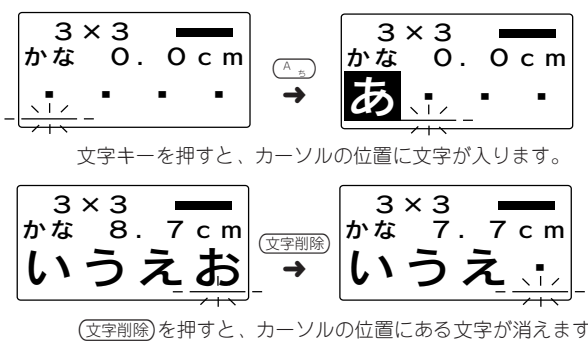 3×3
かな 0.0cm
A ち
3×3
かな 0.0cm
あ
文字キーを押すと、カーソルの位置に文字が入ります。
3×3
かな 8.7cm
いうえお
文字削除
3×3
かな 7.7cm
いうえ
文字削除を押すと、カーソルの位置にある文字が消えます